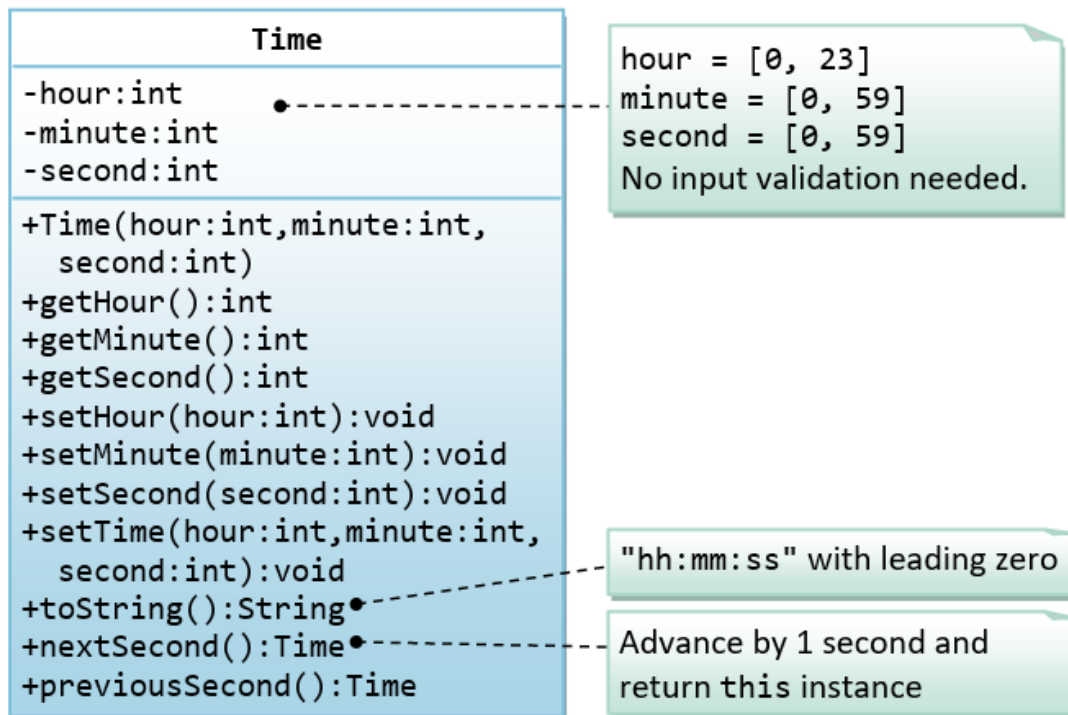 Time
-hour:int
-minute:int
-second:int
+Time(hour:int,minute:int,
second:int)
+getHour():int
+getMinute():int
+getSecond():int
+setHour(hour:int):void
+setMinute(minute:int):void
+setSecond(second:int):void
+setTime(hour:int,minute:int,
second:int):void
+toString():String
+nextSecond():Time
+previousSecond():Time
hour = [0, 23]
minute = [0, 59]
second = [0, 59]
No input validation needed.
"hh:mm:ss" with leading zero
Advance by 1 second and
return this instance